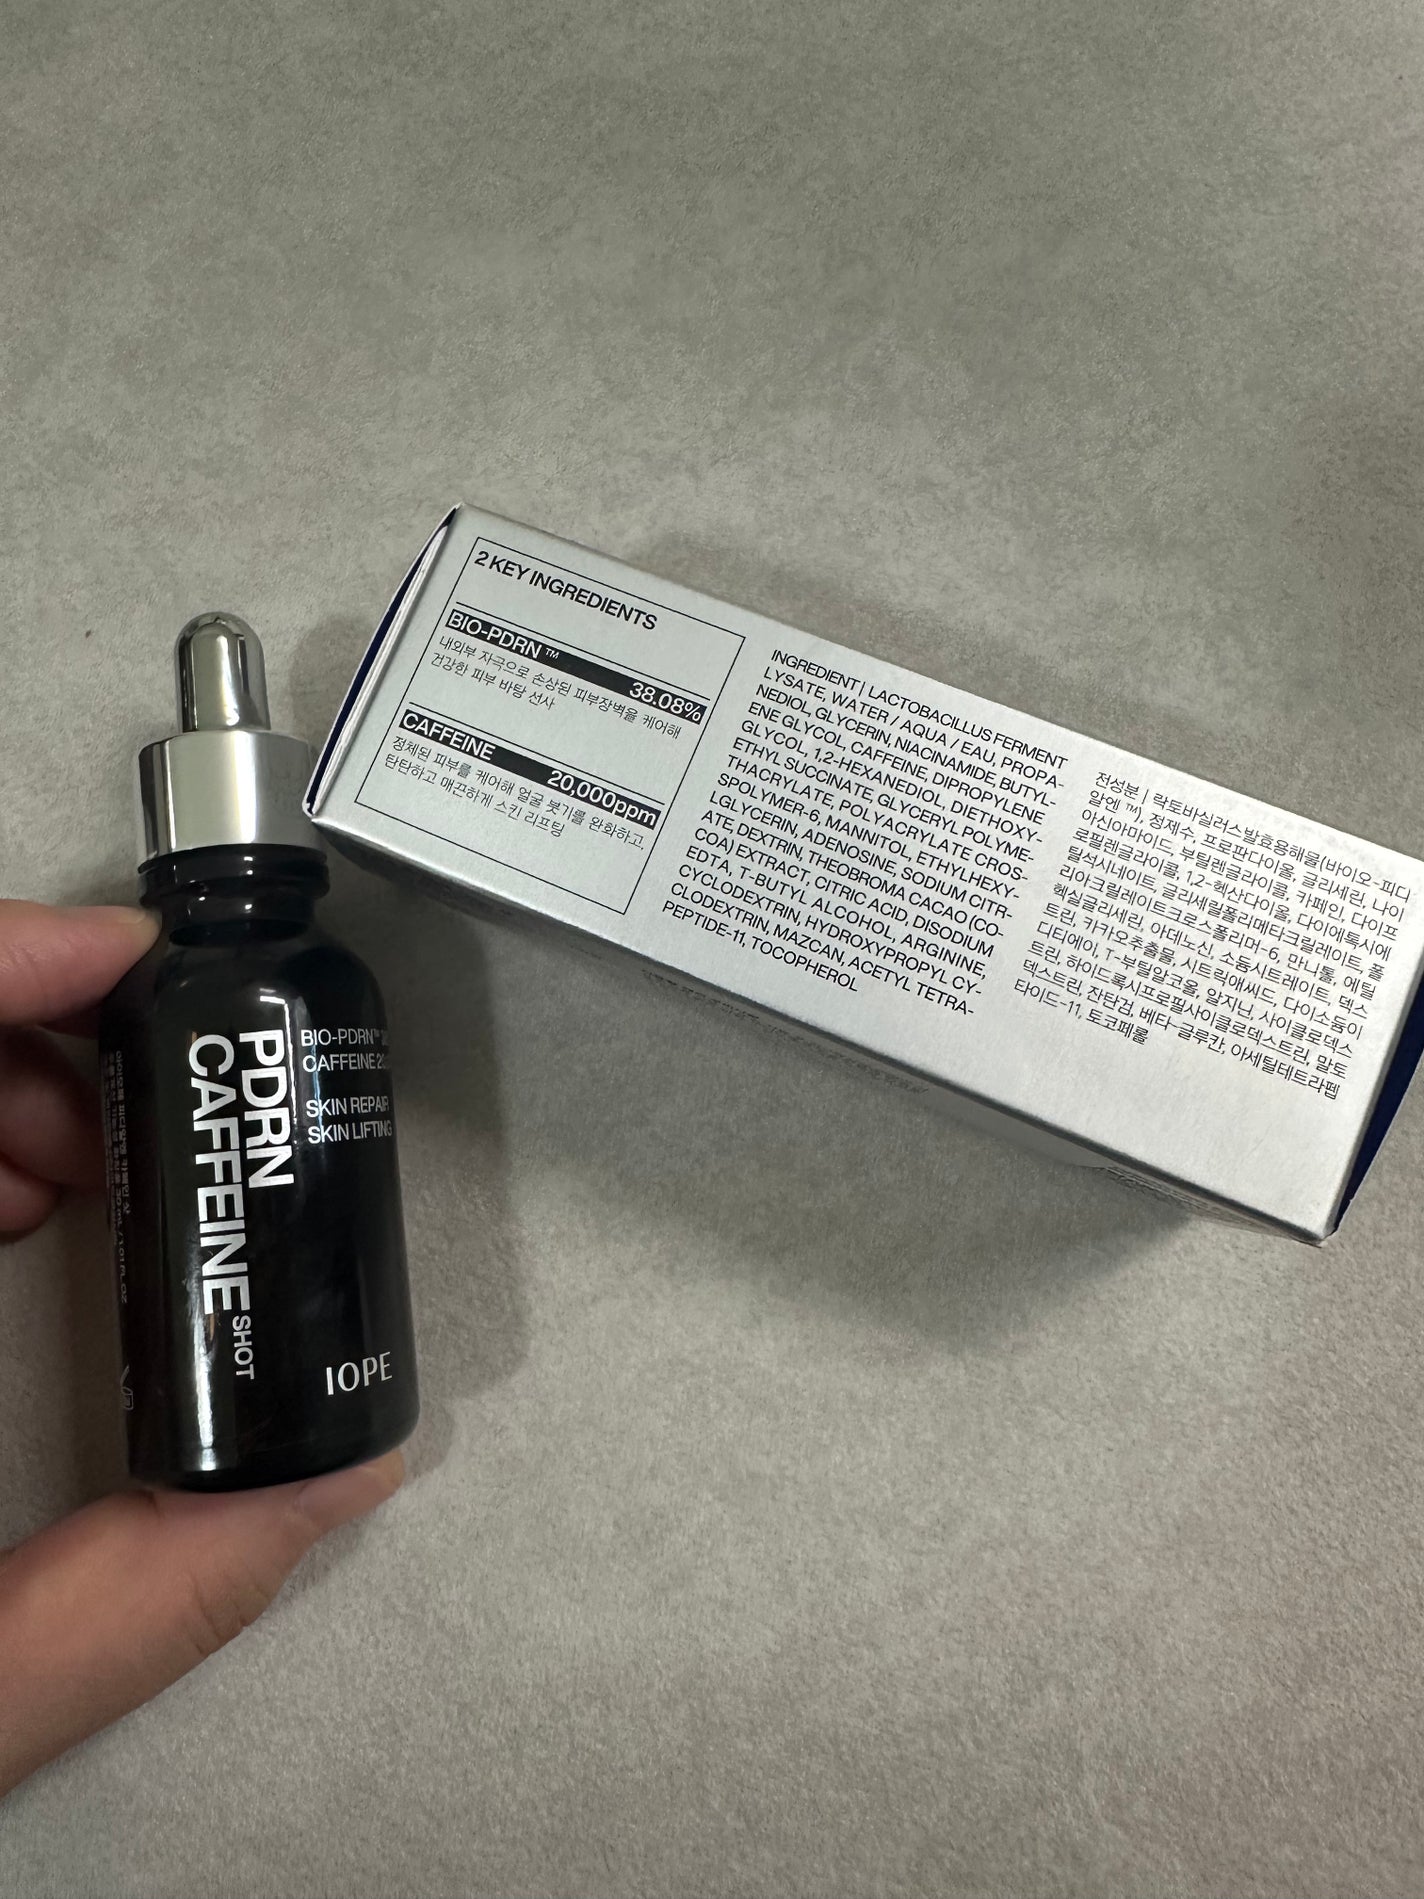 2 KEY INGREDIENTS
BIO-PDRN ™ 38.08%
내외부 자극으로 손상된 피부장벽을 케어해
건강한 피부 바탕 선사
CAFFEINE 20,000ppm
정체된 피부를 케어해 얼굴 붓기를 완화하고,
탄탄하고 매끈하게 스킨 리프팅
INGREDIENT | LACTOBACILLUS FERMENT
LYSATE, WATER / AQUA / EAU, PROPA-
NEDIOL, GLYCERIN, NIACINAMIDE, BUTYL-
ENE GLYCOL, CAFFEINE, DIPROPYLENE
GLYCOL, 1,2-HEXANEDIOL, DIETHOXY-
ETHYL SUCCINATE, GLYCERYL POLYME-
THACRYLATE, POLYACRYLATE CROS-
SPOLYMER-6, MANNITOL, ETHYLHEXY-
LGLYCERIN, ADENOSINE, SODIUM CITR-
ATE, DEXTRIN, THEOBROMA CACAO (CO-
COA) EXTRACT, CITRIC ACID, DISODIUM
EDTA, T-BUTYL ALCOHOL, ARGININE,
CYCLODEXTRIN, HYDROXYPROPYL CY-
CLODEXTRIN, MAZCAN, ACETYL TETRA-
PEPTIDE-11, TOCOPHEROL
전성분 | 락토바실러스발효용해물(바이오-피디
알엔 ™), 정제수, 프로판다이올, 글리세린, 나이
아신아마이드, 부틸렌글라이콜, 카페인, 다이프
로필렌글라이콜, 1,2-헥산다이올, 다이에톡시에
틸석시네이트, 글리세릴폴리메타크릴레이트, 폴
리아크릴레이트크로스폴리머-6, 만니톨, 에틸
헥실글리세린, 아데노신, 소듐시트레이트, 덱스
트린, 카카오추출물, 시트릭애씨드, 다이소듐이
디티에이, T-부틸알코올, 알지닌, 사이클로덱스
트린, 하이드록시프로필사이클로덱스트린, 말토
덱스트린, 잔탄검, 베타-글루칸, 아세틸테트라펩
타이드-11, 토코페롤
PDRN
CAFFEINE SHOT
BIO-PDRN™
CAFFEINE
SKIN REPAIR
SKIN LIFTING
IOPE
30 mL / 1.01 FL. OZ.